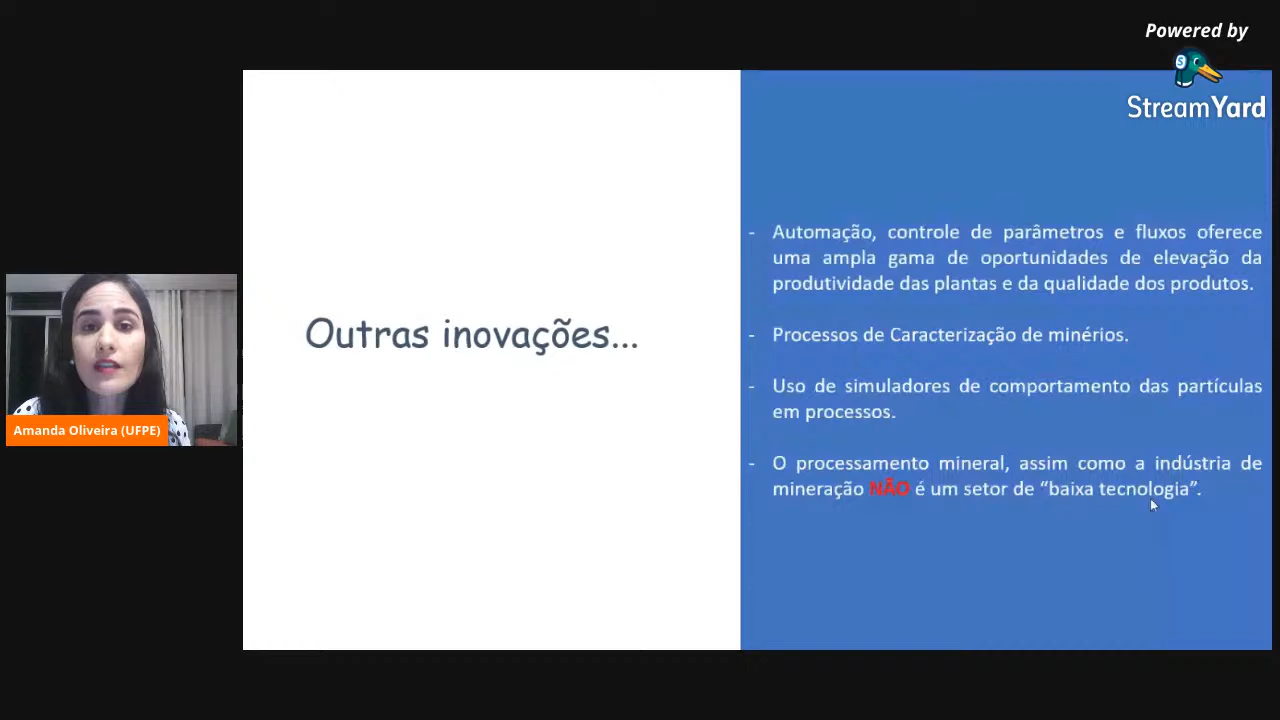 Powered by
StreamYard
Outras inovações...
- Automação, controle de parâmetros e fluxos oferece
uma ampla gama de oportunidades de elevação da
produtividade das plantas e da qualidade dos produtos.
- Processos de Caracterização de minérios.
- Uso de simuladores de comportamento das partículas
em processos.
- O processamento mineral, assim como a indústria de
mineração NÃO é um setor de “baixa tecnologia”.
Amanda Oliveira (UFPE)